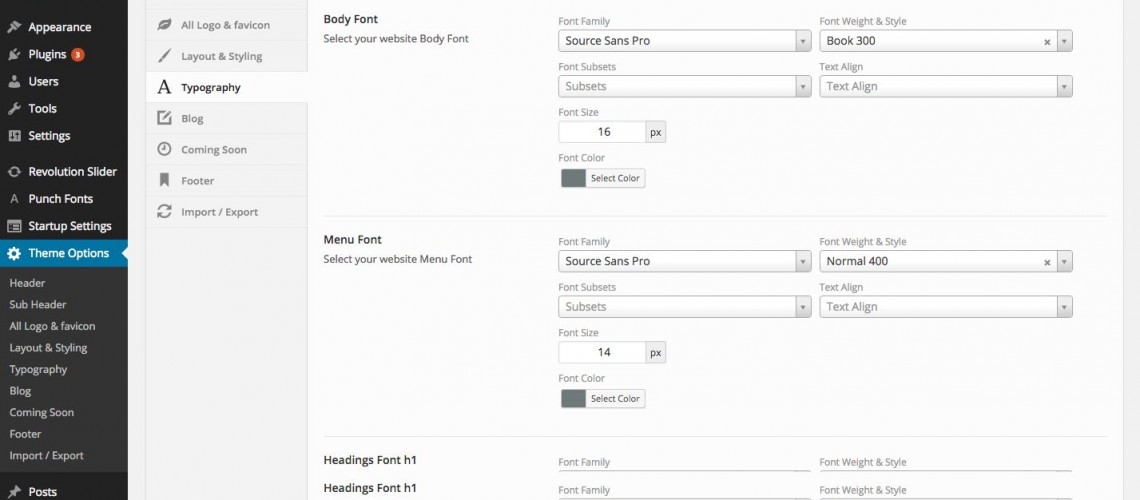 Appearance
Plugins 3
Users
Tools
Settings
Revolution Slider
Punch Fonts
Startup Settings
Theme Options
Header
Sub Header
All Logo & favicon
Layout & Styling
Typography
Blog
Coming Soon
Footer
Import / Export
Posts
All Logo & favicon
Layout & Styling
Typography
Blog
Coming Soon
Footer
Import / Export
Body Font
Select your website Body Font
Font Family
Font Weight & Style
Source Sans Pro
Book 300
Font Subsets
Text Align
Subsets
Text Align
Font Size
16 px
Font Color
Select Color
Menu Font
Select your website Menu Font
Font Family
Font Weight & Style
Source Sans Pro
Normal 400
Font Subsets
Text Align
Subsets
Text Align
Font Size
14 px
Font Color
Select Color
Headings Font h1
Font Family
Font Weight & Style
Headings Font h1
Font Family
Font Weight & Style